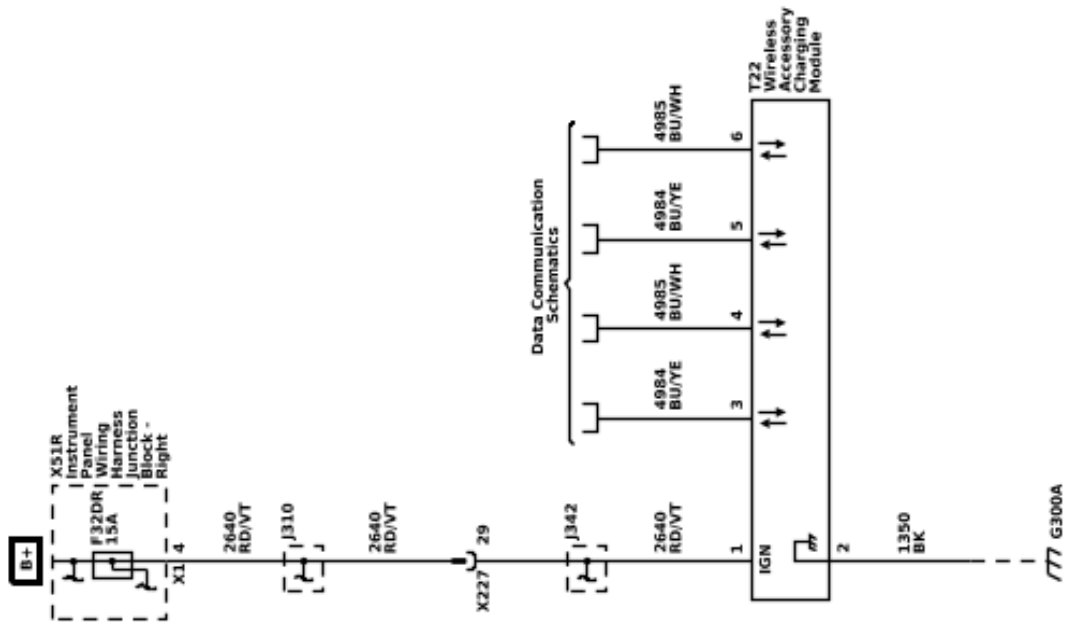 B+
X51R
Instrument
Panel
Wiring
Harness
Junction
Block -
Right
F32DR
15A
X1
4
2640
RD/VT
J310
2640
RD/VT
X227
29
J342
2640
RD/VT
1
IGN
2
1350
BK
G300A
Data Communication
Schematics
4984
BU/YE
3
4985
BU/WH
4
4984
BU/YE
5
4985
BU/WH
6
T22
Wireless
Accessory
Charging
Module